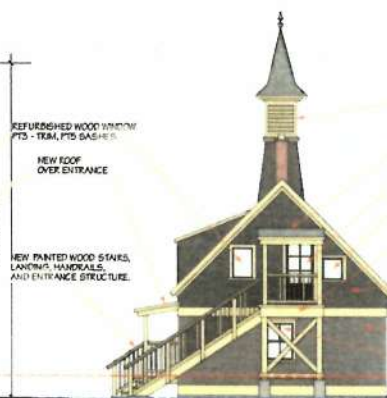 REFURBISHED WOOD WINDOW
PT3 - TRIM, PT5 SASHES
NEW ROOF
OVER ENTRANCE
NEW PAINTED WOOD STAIRS,
LANDING, HANDRAILS,
AND ENTRANCE STRUCTURE.